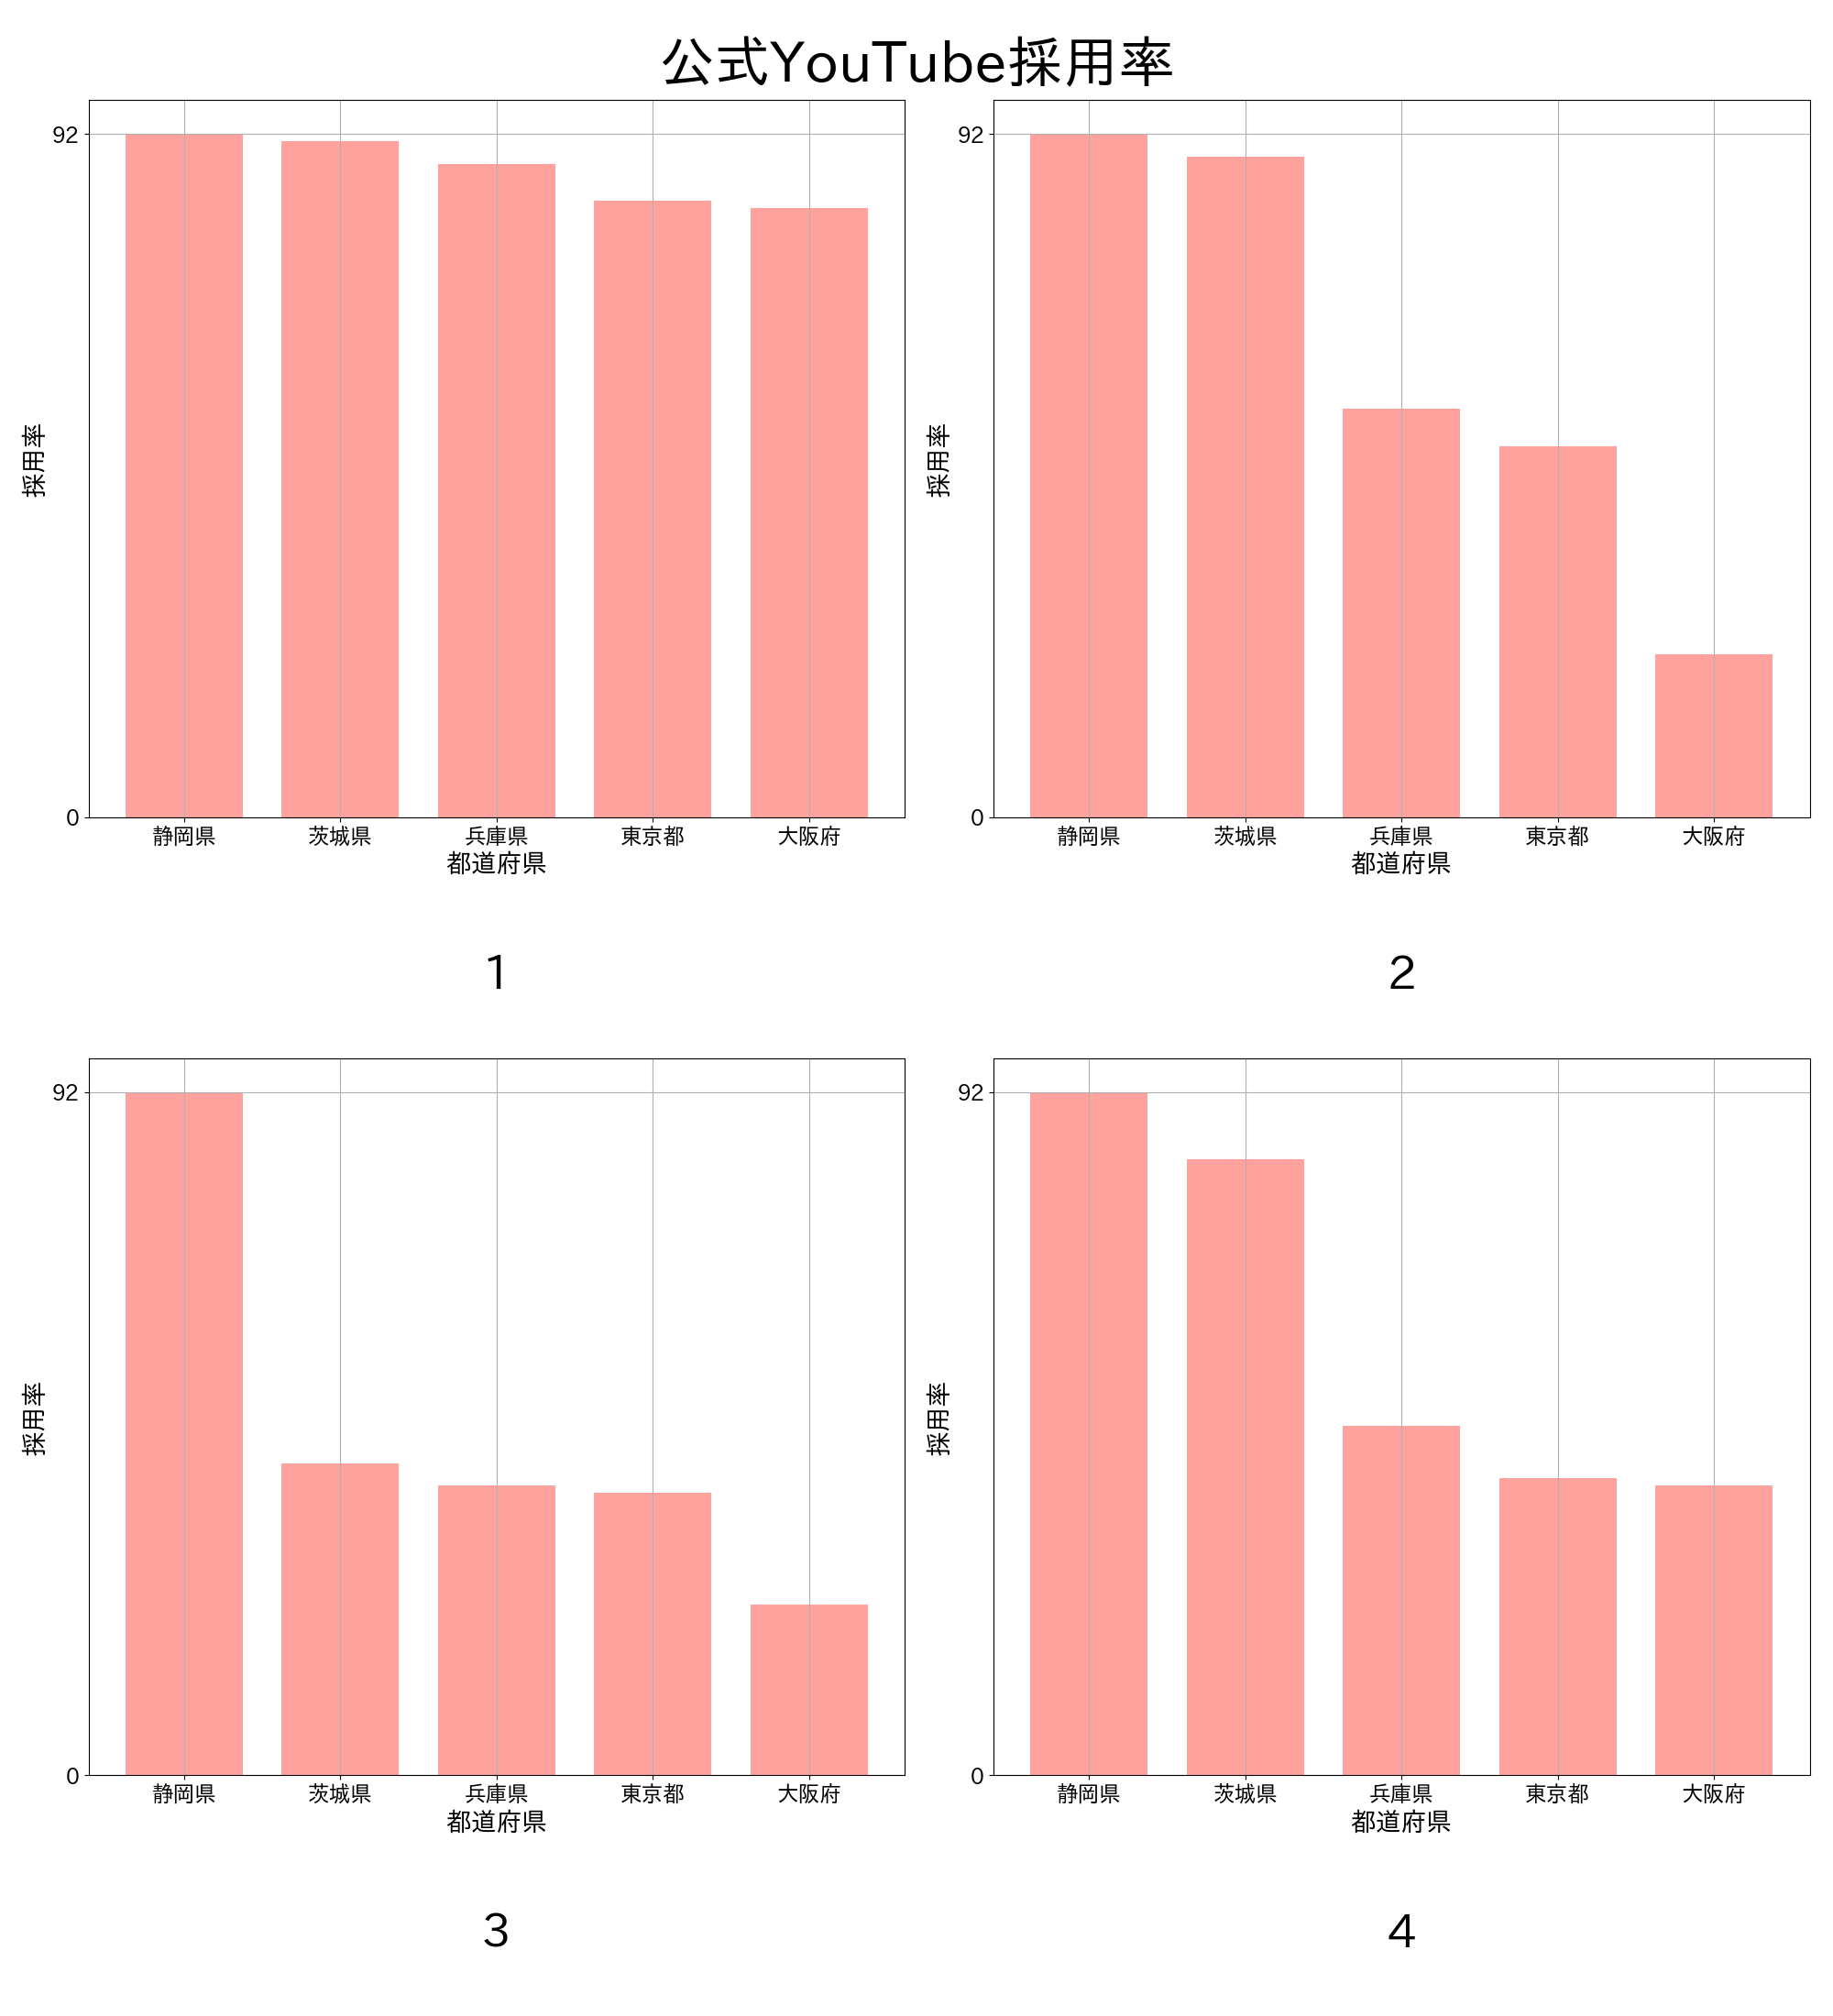 公式YouTube採用率
92
採用率
0
静岡県 茨城県 兵庫県 東京都 大阪府
都道府県
1
92
採用率
0
静岡県 茨城県 兵庫県 東京都 大阪府
都道府県
2
92
採用率
0
静岡県 茨城県 兵庫県 東京都 大阪府
都道府県
3
92
採用率
0
静岡県 茨城県 兵庫県 東京都 大阪府
都道府県
4